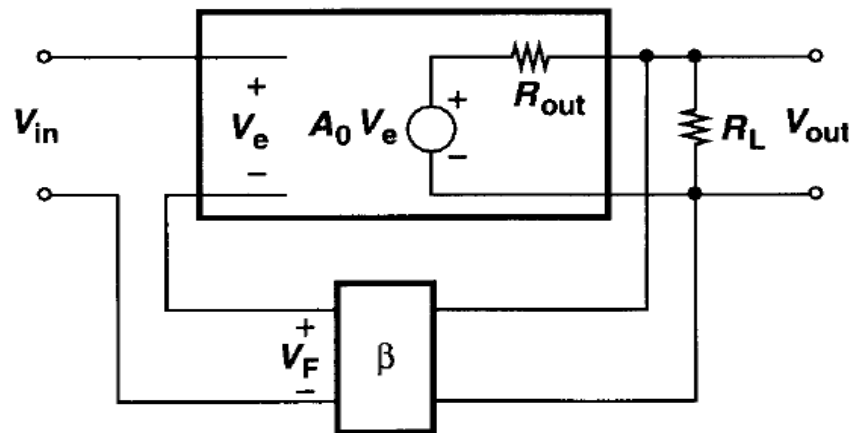 R_out
+
V_in
V_e
A_0 V_e
+
−
R_L
V_out
−
+
V_F
−
β